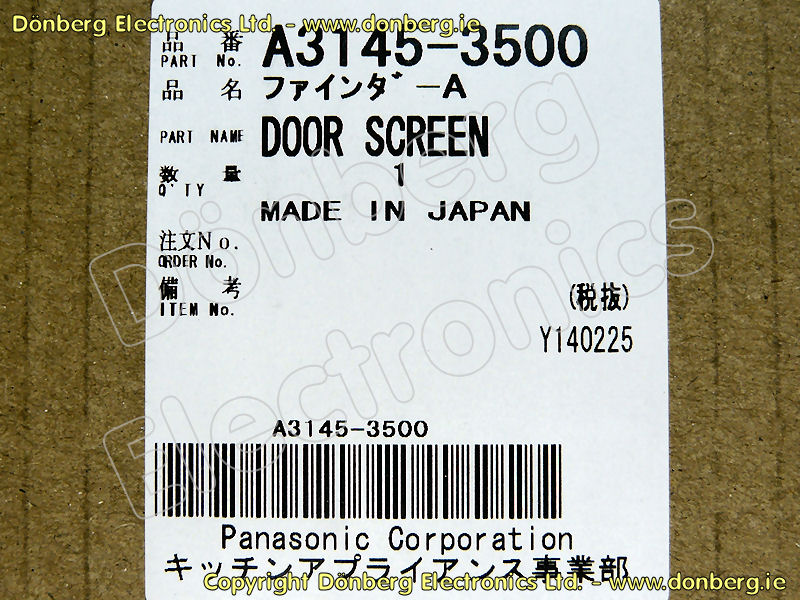 Dönberg Electronics Ltd. - www.donberg.ie
品 番 A3145-3500
PART No.
品 名 ファインダ゛ーA
PART NAME DOOR SCREEN
数 量 1
Q'TY
MADE IN JAPAN
注文No.
ORDER No.
備 考 (税抜)
ITEM No.
Y140225
Dönberg
Electronics
A3145-3500
Panasonic Corporation
キッチンアプライアンス事業部
Copyright Dönberg Electronics Ltd. - www.donberg.ie